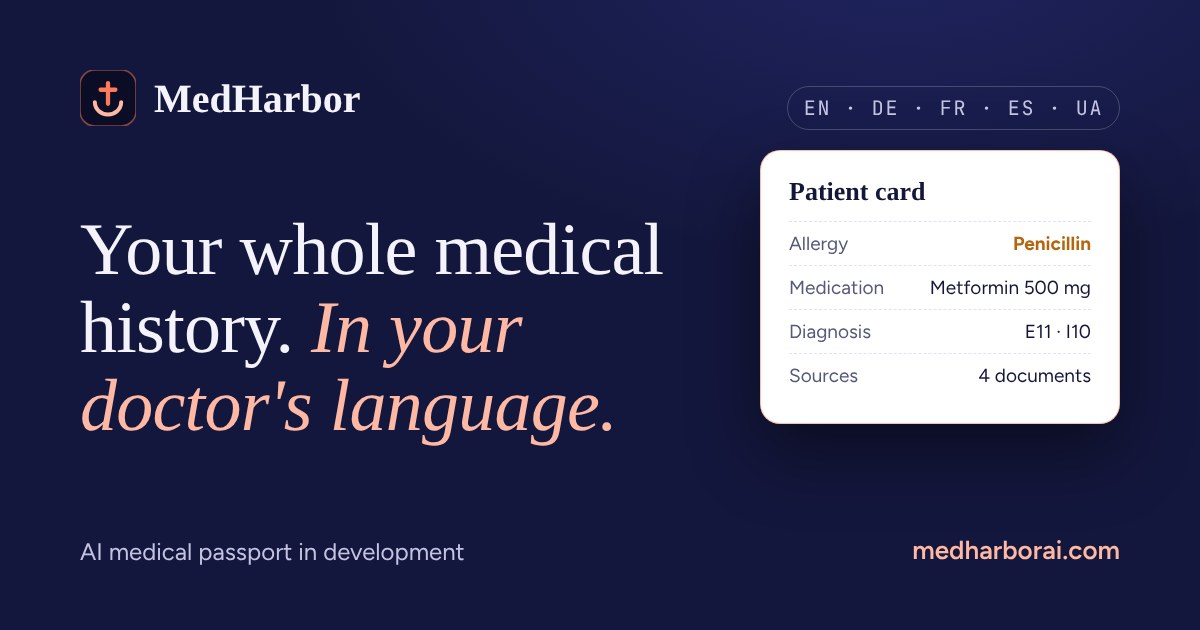 MedHarbor
EN · DE · FR · ES · UA
Your whole medical
history. In your
doctor's language.
Patient card
Allergy Penicillin
Medication Metformin 500 mg
Diagnosis E11 · I10
Sources 4 documents
AI medical passport in development
medharborai.com